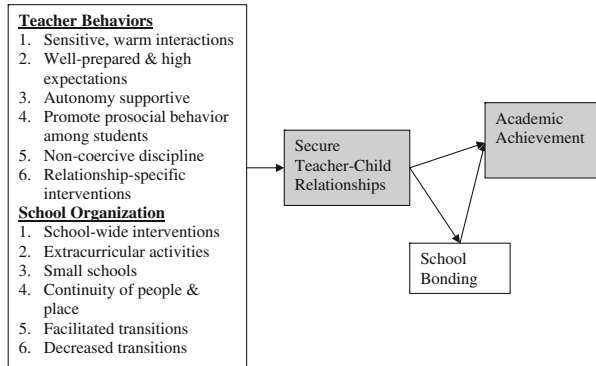 Teacher Behaviors
1. Sensitive, warm interactions
2. Well-prepared & high
expectations
3. Autonomy supportive
4. Promote prosocial behavior
among students
5. Non-coercive discipline
6. Relationship-specific
interventions
School Organization
1. School-wide interventions
2. Extracurricular activities
3. Small schools
4. Continuity of people &
place
5. Facilitated transitions
6. Decreased transitions
Secure
Teacher-Child
Relationships
Academic
Achievement
School
Bonding